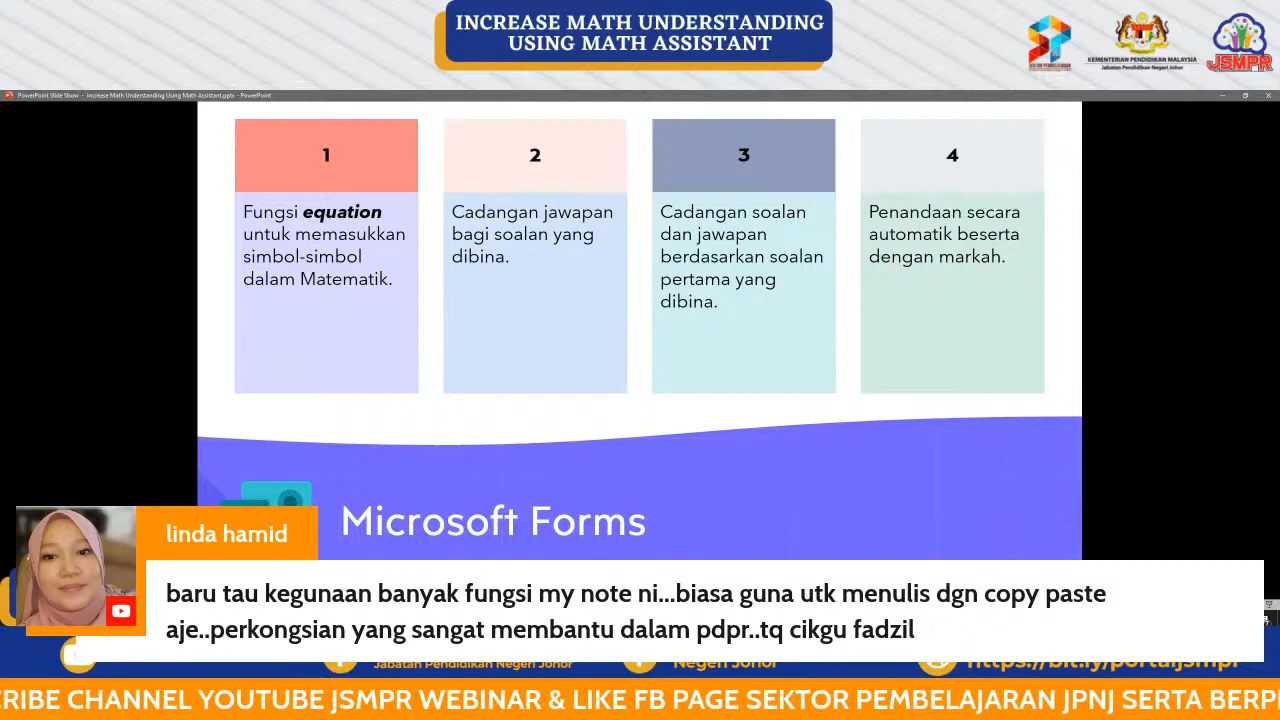 INCREASE MATH UNDERSTANDING
USING MATH ASSISTANT
KEMENTERIAN PENDIDIKAN MALAYSIA
Jabatan Pendidikan Negeri Johor
JSMPR
PowerPoint Slide Show - Increase Math Understanding Using Math Assistant.pptx - PowerPoint
1
Fungsi equation
untuk memasukkan
simbol-simbol
dalam Matematik.
2
Cadangan jawapan
bagi soalan yang
dibina.
3
Cadangan soalan
dan jawapan
berdasarkan soalan
pertama yang
dibina.
4
Penandaan secara
automatik beserta
dengan markah.
Microsoft Forms
linda hamid
baru tau kegunaan banyak fungsi my note ni...biasa guna utk menulis dgn copy paste
aje..perkongsian yang sangat membantu dalam pdpr..tq cikgu fadzil
Jabatan Pendidikan Negeri Johor
Negeri Johor
https://bit.ly/portaljsmpr
CRIBE CHANNEL YOUTUBE JSMPR WEBINAR & LIKE FB PAGE SEKTOR PEMBELAJARAN JPNJ SERTA BERP